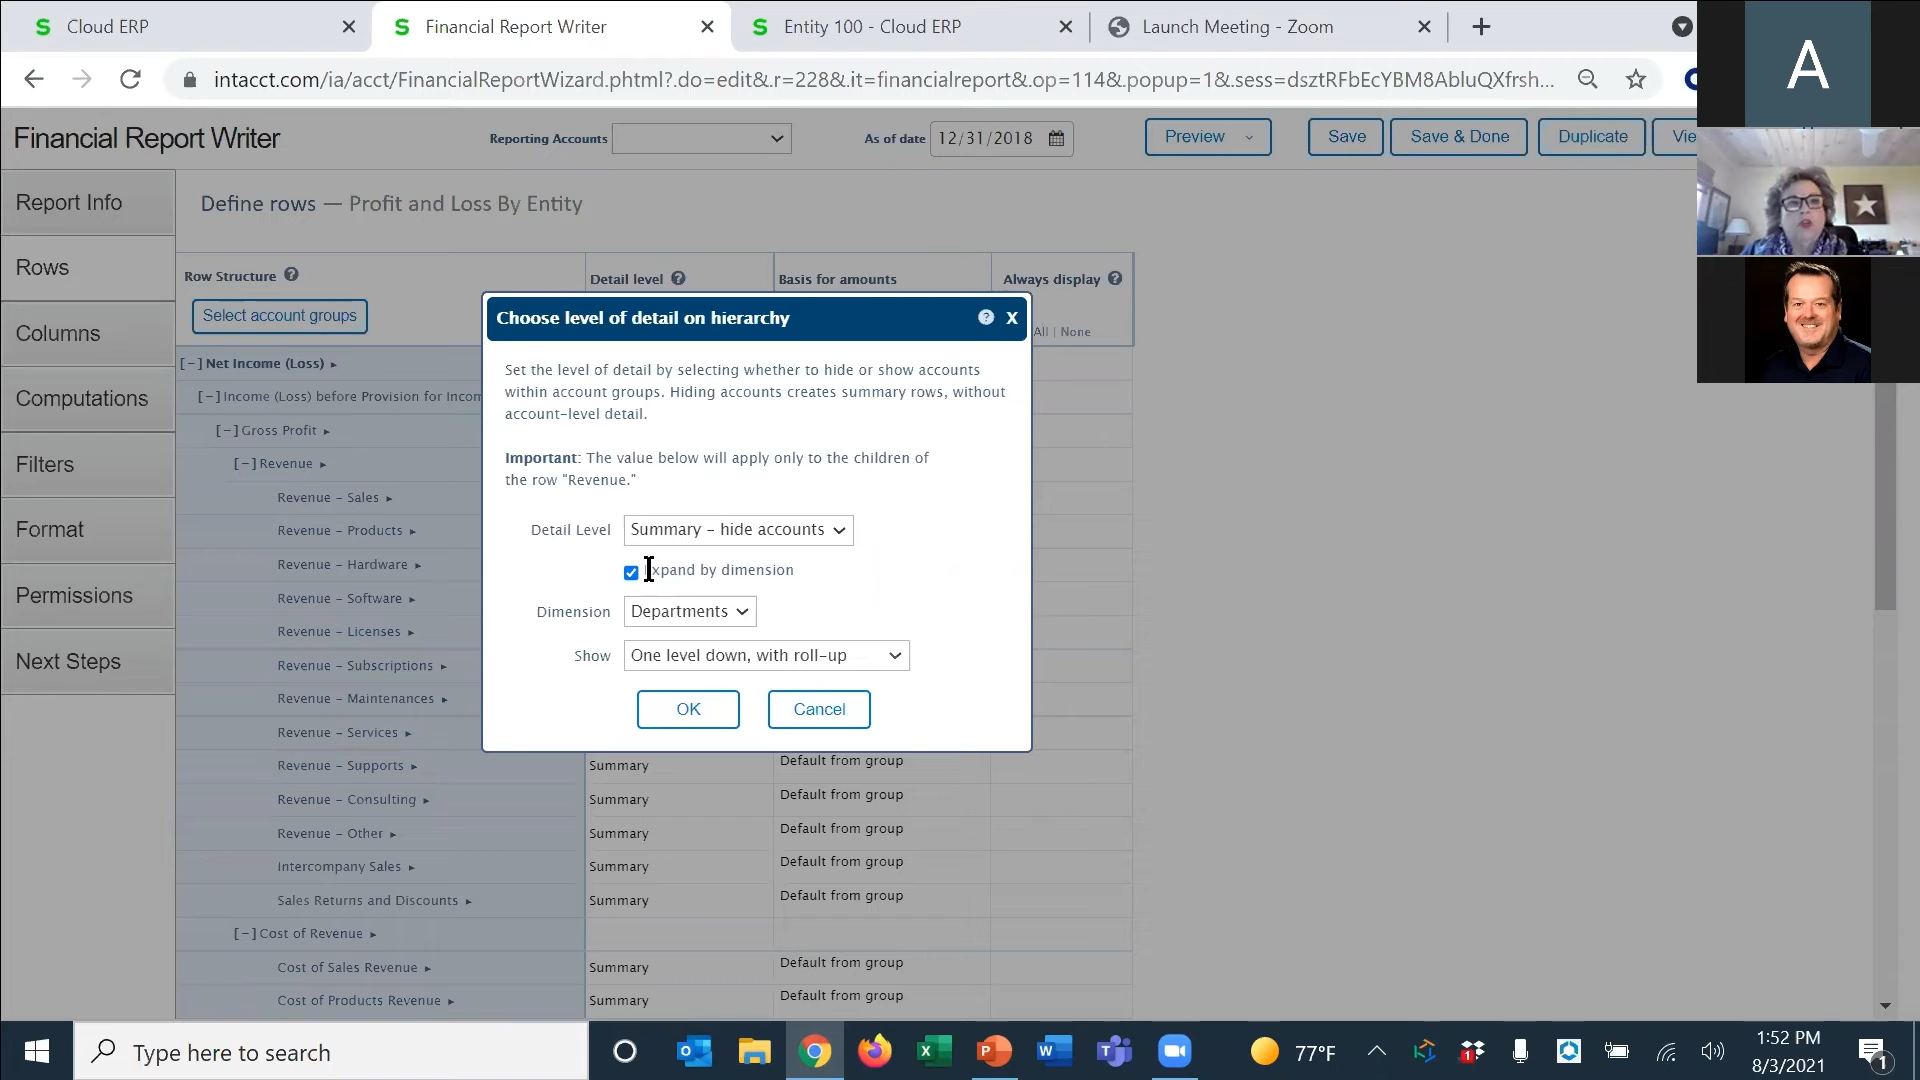 Cloud ERP
Financial Report Writer
Entity 100 - Cloud ERP
Launch Meeting - Zoom
intacct.com/ia/acct/FinancialReportWizard.phtml?.do=edit&.r=228&.it=financialreport&.op=114&.popup=1&.sess=dsztRFbEcYBM8AbluQXfrsh...
A
Financial Report Writer
Reporting Accounts
As of date 12/31/2018
Preview
Save
Save & Done
Duplicate
Vie
Report Info
Rows
Columns
Computations
Filters
Format
Permissions
Next Steps
Define rows — Profit and Loss By Entity
Row Structure ?
Detail level ?
Basis for amounts
Always display ?
Select account groups
All | None
[-] Net Income (Loss) ▸
[-] Income (Loss) before Provision for Incom
[-] Gross Profit ▸
[-] Revenue ▸
Revenue - Sales ▸
Revenue - Products ▸
Revenue - Hardware ▸
Revenue - Software ▸
Revenue - Licenses ▸
Revenue - Subscriptions ▸
Revenue - Maintenances ▸
Revenue - Services ▸
Revenue - Supports ▸ Summary Default from group
Revenue - Consulting ▸ Summary Default from group
Revenue - Other ▸ Summary Default from group
Intercompany Sales ▸ Summary Default from group
Sales Returns and Discounts ▸ Summary Default from group
[-] Cost of Revenue ▸
Cost of Sales Revenue ▸ Summary Default from group
Cost of Products Revenue ▸ Summary Default from group
Choose level of detail on hierarchy ? X
Set the level of detail by selecting whether to hide or show accounts
within account groups. Hiding accounts creates summary rows, without
account-level detail.
Important: The value below will apply only to the children of
the row "Revenue."
Detail Level Summary - hide accounts
xpand by dimension
Dimension Departments
Show One level down, with roll-up
OK
Cancel
Type here to search
77°F
1
1:52 PM
8/3/2021
1